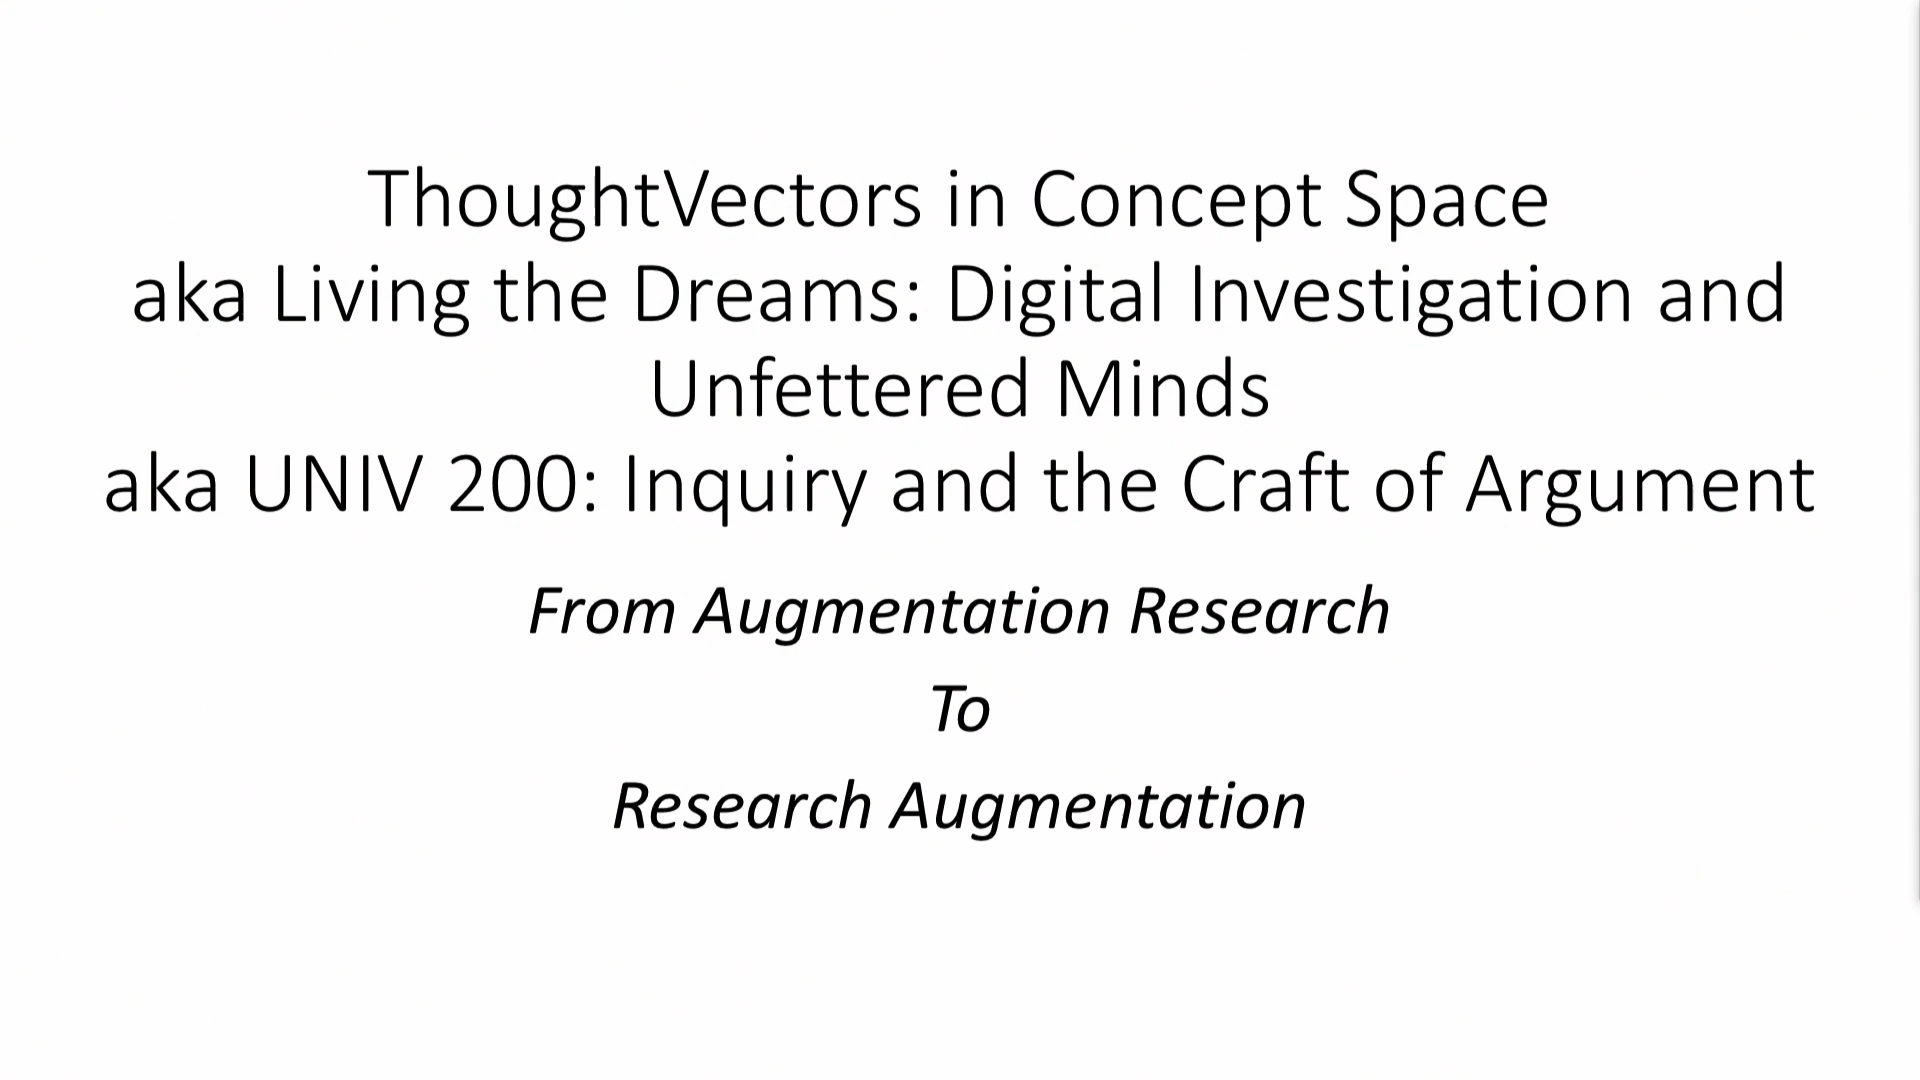 ThoughtVectors in Concept Space
aka Living the Dreams: Digital Investigation and
Unfettered Minds
aka UNIV 200: Inquiry and the Craft of Argument
From Augmentation Research
To
Research Augmentation